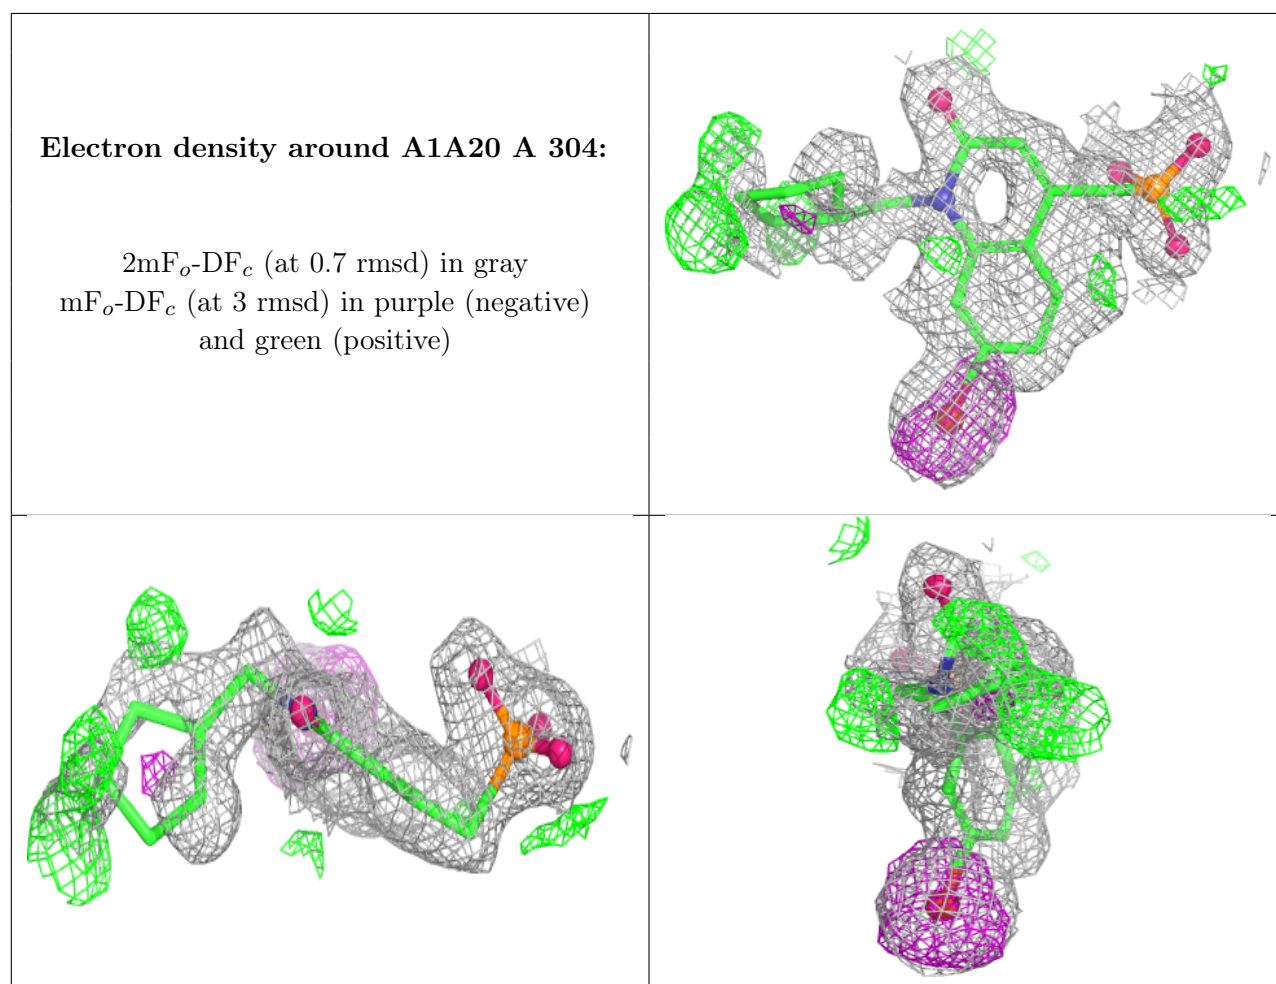 Electron density around A1A20 A 304:
2mFₒ-DF𝒸 (at 0.7 rmsd) in gray
mFₒ-DF𝒸 (at 3 rmsd) in purple (negative)
and green (positive)